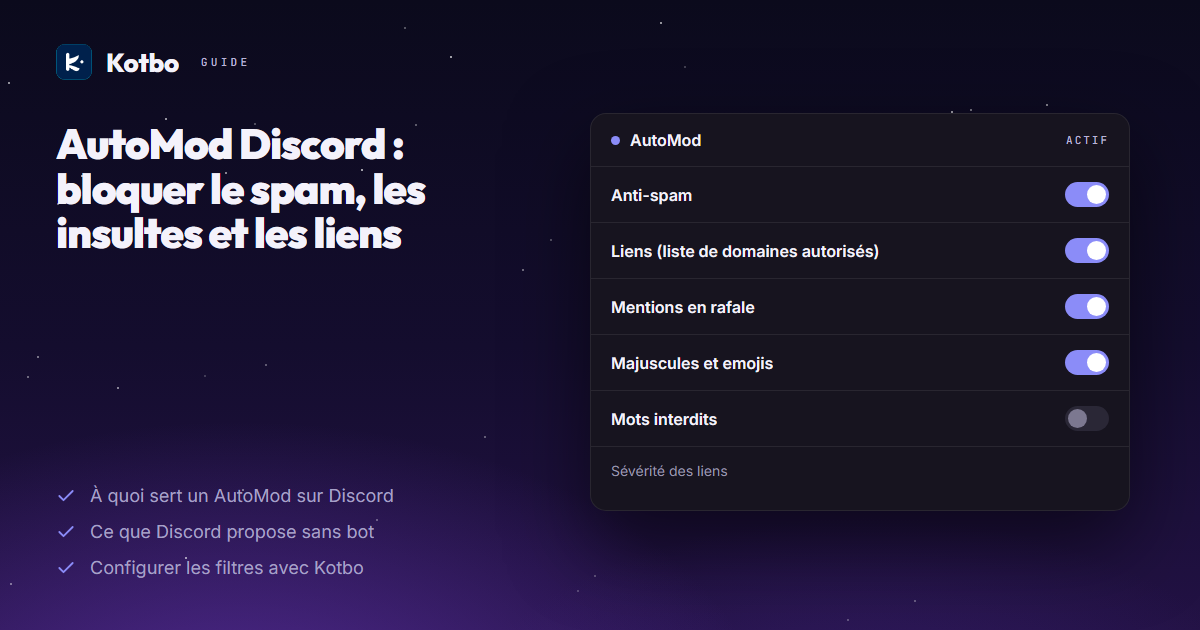 Kotbo GUIDE
AutoMod Discord :
bloquer le spam, les
insultes et les liens
À quoi sert un AutoMod sur Discord
Ce que Discord propose sans bot
Configurer les filtres avec Kotbo
AutoMod ACTIF
Anti-spam
Liens (liste de domaines autorisés)
Mentions en rafale
Majuscules et emojis
Mots interdits
Sévérité des liens